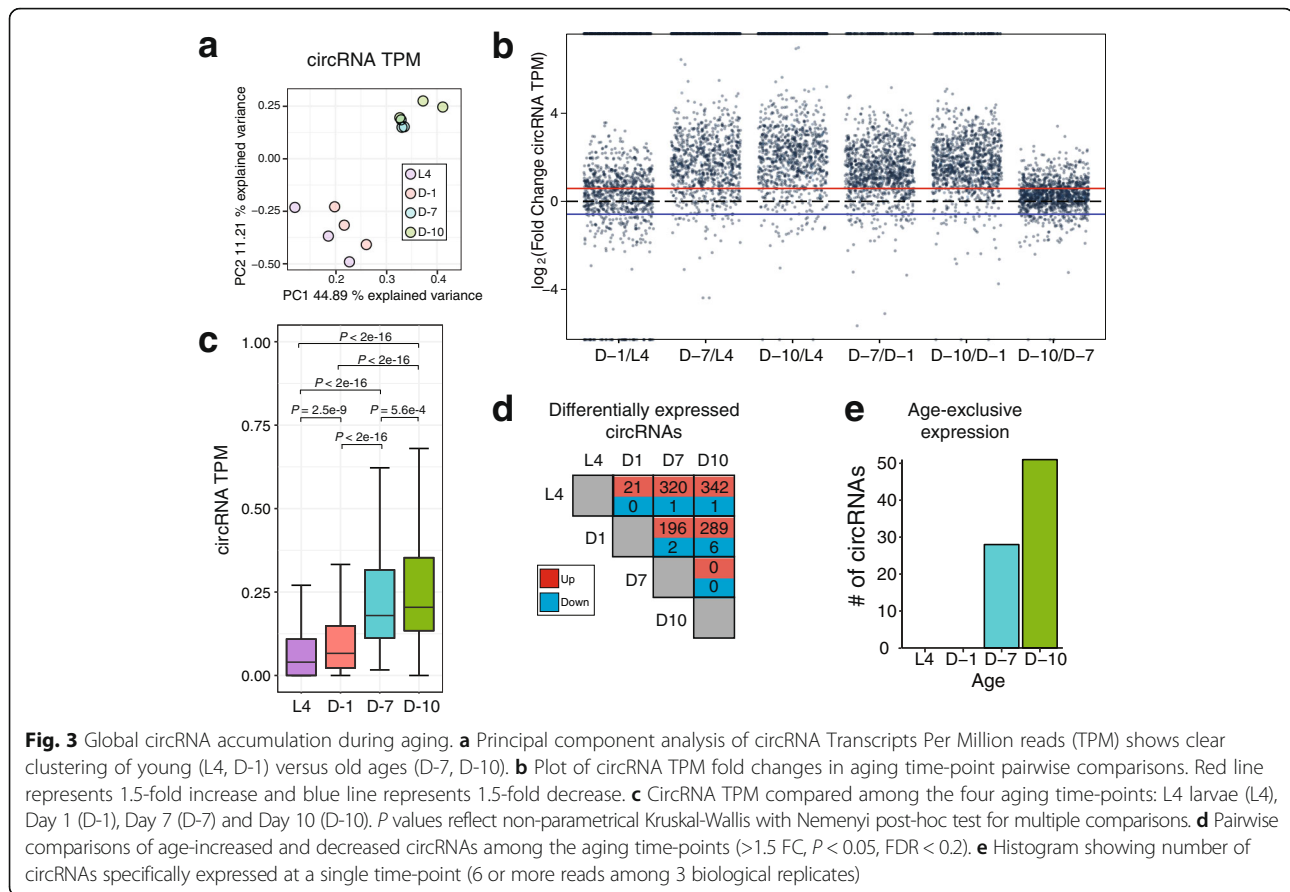 a
circRNA TPM
PC2 11.21 % explained variance
0.25
0.00
−0.25
−0.50
L4
D-1
D-7
D-10
0.2
0.3
0.4
PC1 44.89 % explained variance
b
log2(Fold Change circRNA TPM)
4
0
−4
D−1/L4
D−7/L4
D−10/L4
D−7/D−1
D−10/D−1
D−10/D−7
c
circRNA TPM
1.00
0.75
0.50
0.25
0.00
P < 2e-16
P < 2e-16
P < 2e-16
P = 2.5e-9
P = 5.6e-4
P < 2e-16
L4
D-1
D-7
D-10
d
Differentially expressed
circRNAs
L4 D1 D7 D10
L4 21 320 342
0 1 1
D1 196 289
2 6
D7 0
0
D10
Up
Down
e
Age-exclusive
expression
# of circRNAs
50
40
30
20
10
0
L4
D−1
D−7
D−10
Age
Fig. 3 Global circRNA accumulation during aging. a Principal component analysis of circRNA Transcripts Per Million reads (TPM) shows clear
clustering of young (L4, D-1) versus old ages (D-7, D-10). b Plot of circRNA TPM fold changes in aging time-point pairwise comparisons. Red line
represents 1.5-fold increase and blue line represents 1.5-fold decrease. c CircRNA TPM compared among the four aging time-points: L4 larvae (L4),
Day 1 (D-1), Day 7 (D-7) and Day 10 (D-10). P values reflect non-parametrical Kruskal-Wallis with Nemenyi post-hoc test for multiple comparisons. d Pairwise
comparisons of age-increased and decreased circRNAs among the aging time-points (>1.5 FC, P < 0.05, FDR < 0.2). e Histogram showing number of
circRNAs specifically expressed at a single time-point (6 or more reads among 3 biological replicates)